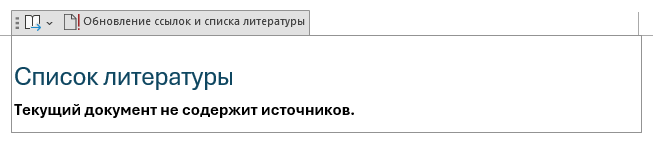 Обновление ссылок и списка литературы
Список литературы
Текущий документ не содержит источников.